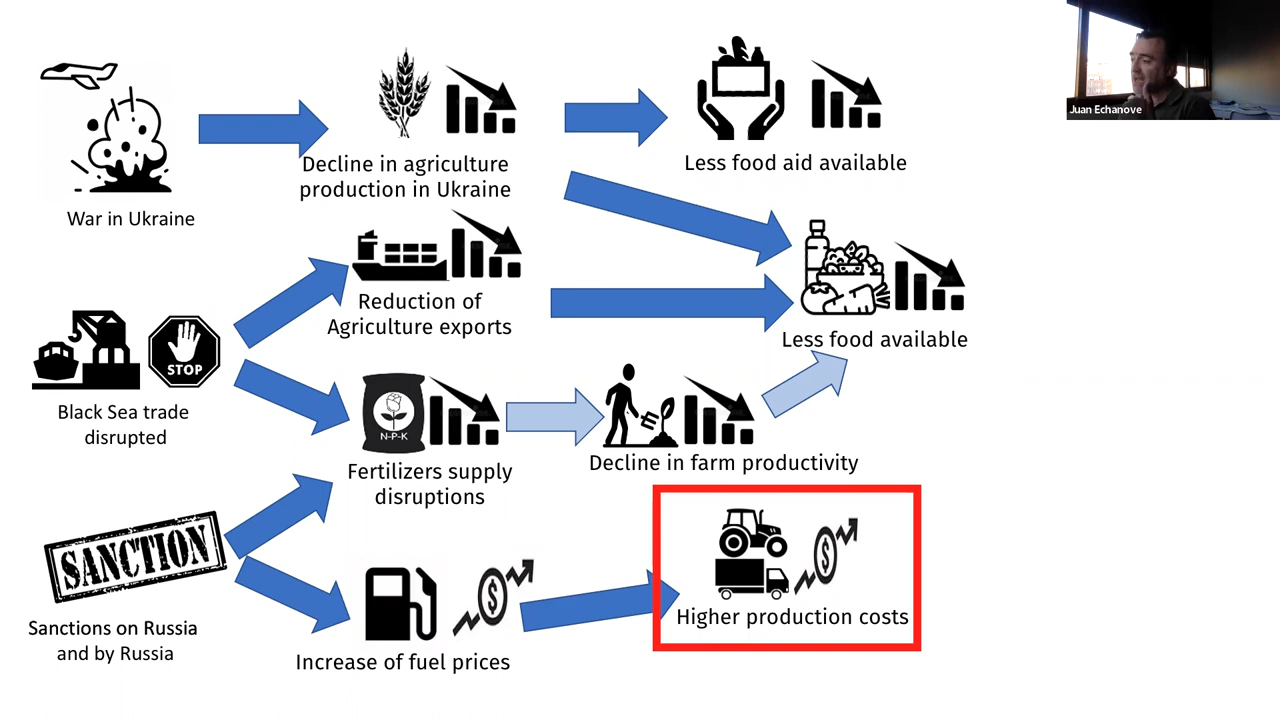 Juan Echanove
Decline in agriculture
production in Ukraine
Less food aid available
War in Ukraine
Reduction of
Agriculture exports
Less food available
STOP
Black Sea trade
disrupted
N-P-K
Fertilizers supply
disruptions
Decline in farm productivity
SANCTION
Sanctions on Russia
and by Russia
$
Increase of fuel prices
$
Higher production costs